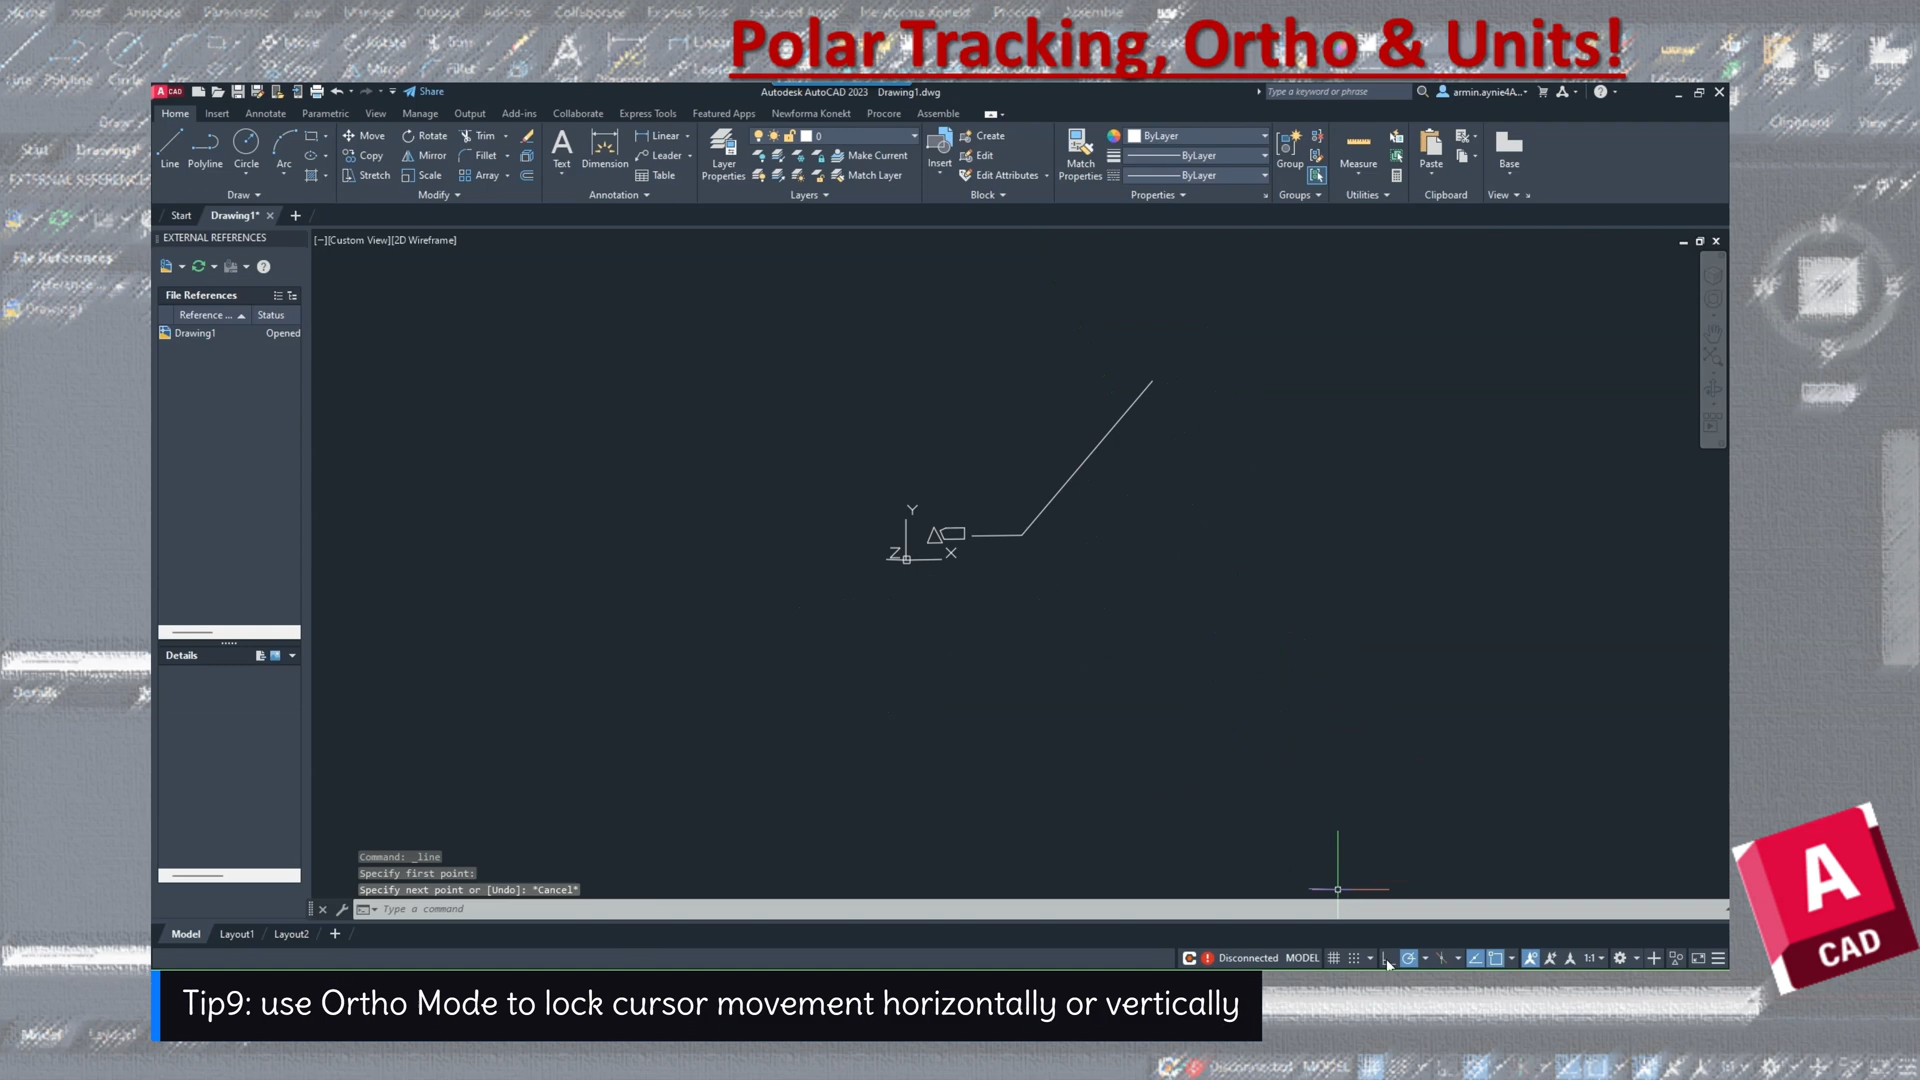 Polar Tracking, Ortho & Units!
A CAD
Share
Autodesk AutoCAD 2023 Drawing1.dwg
Type a keyword or phrase
armin.aynie4A...
Home Insert Annotate Parametric View Manage Output Add-ins Collaborate Express Tools Featured Apps Newforma Konekt Procore Assemble
Line Polyline Circle Arc
Move Rotate Trim
Copy Mirror Fillet
Stretch Scale Array
Text Dimension
Linear
Leader
Table
Layer Properties
0
Make Current
Match Layer
Insert
Create
Edit
Edit Attributes
Match Properties
ByLayer
ByLayer
ByLayer
Group
Measure
Paste
Base
Draw Modify Annotation Layers Block Properties Groups Utilities Clipboard View
Start Drawing1*
EXTERNAL REFERENCES
[−][Custom View][2D Wireframe]
File References
Reference ... Status
Drawing1 Opened
Details
Y
Z X
Command: _line
Specify first point:
Specify next point or [Undo]: *Cancel*
Type a command
Model Layout1 Layout2
Disconnected MODEL 1:1
Tip9: use Ortho Mode to lock cursor movement horizontally or vertically
A
CAD